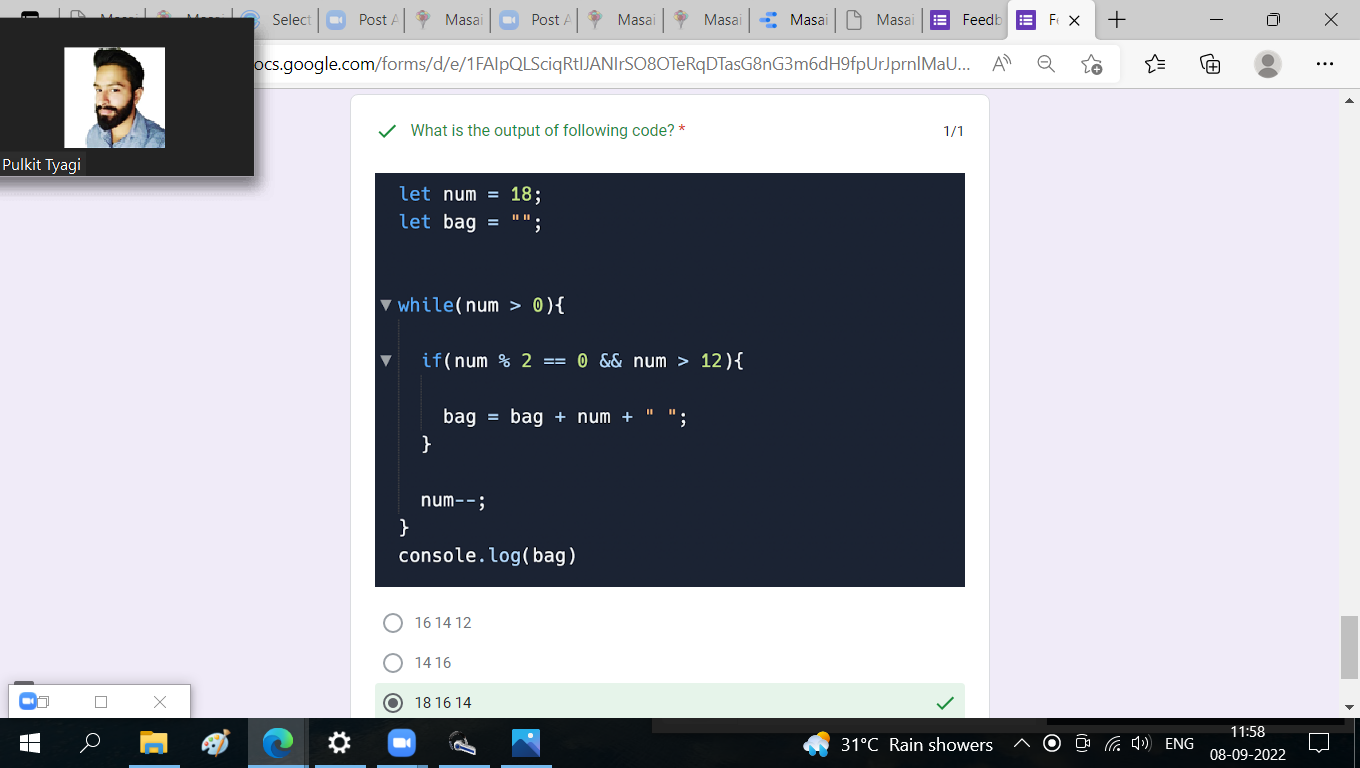 Select
Post A
Masai
Post A
Masai
Masai
Masai
Masai
Feedb
ocs.google.com/forms/d/e/1FAIpQLSciqRtIJANIrSO8OTeRqDTasG8nG3m6dH9fpUrJprnlMaU...
Pulkit Tyagi
What is the output of following code? *
1/1
let num = 18;
let bag = "";
while(num > 0){
if(num % 2 == 0 && num > 12){
bag = bag + num + " ";
}
num--;
}
console.log(bag)
16 14 12
14 16
18 16 14
31°C Rain showers
ENG
11:58
08-09-2022